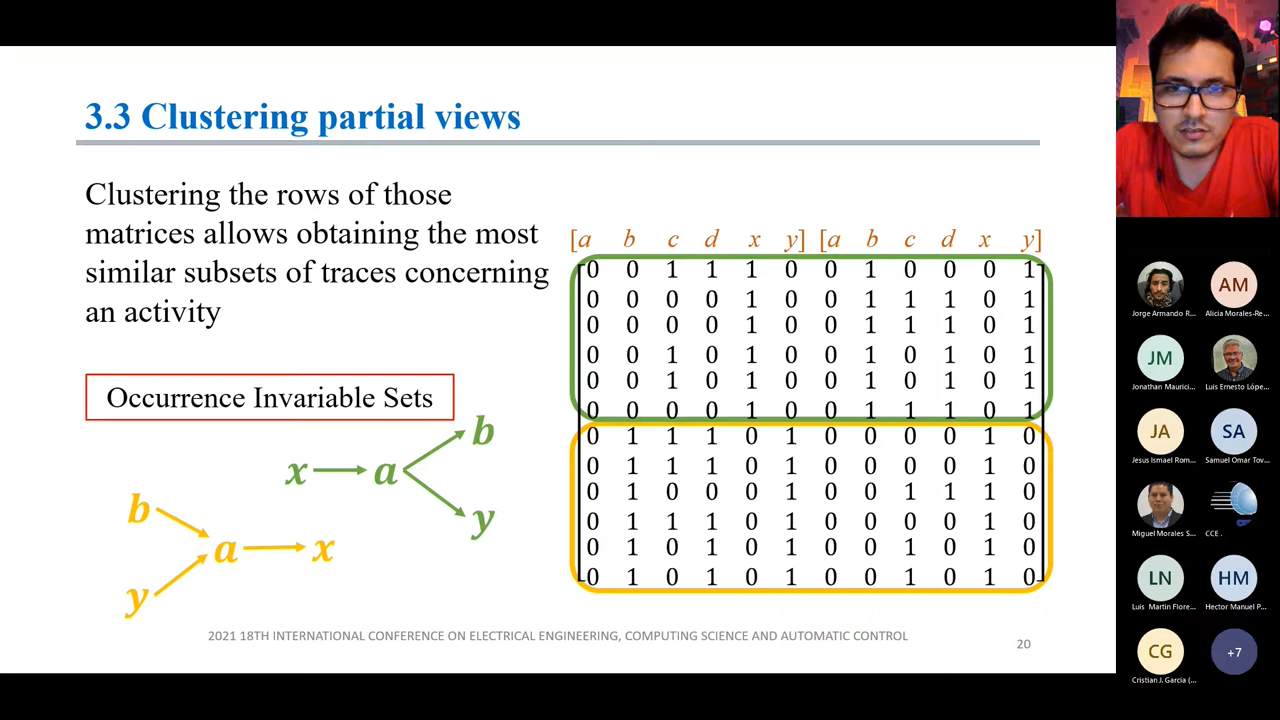 3.3 Clustering partial views
Clustering the rows of those
matrices allows obtaining the most
similar subsets of traces concerning
an activity
Occurrence Invariable Sets
x a b y
b y a x
[a b c d x y] [a b c d x y]
0 0 1 1 1 0 0 1 0 0 0 1
0 0 0 0 1 0 0 1 1 1 0 1
0 0 0 0 1 0 0 1 1 1 0 1
0 0 1 0 1 0 0 1 0 1 0 1
0 0 1 0 1 0 0 1 0 1 0 1
0 0 0 0 1 0 0 1 1 1 0 1
0 1 1 1 0 1 0 0 0 0 1 0
0 1 1 1 0 1 0 0 0 0 1 0
0 1 0 0 0 1 0 0 1 1 1 0
0 1 1 1 0 1 0 0 0 0 1 0
0 1 0 1 0 1 0 0 1 0 1 0
0 1 0 1 0 1 0 0 1 0 1 0
2021 18TH INTERNATIONAL CONFERENCE ON ELECTRICAL ENGINEERING, COMPUTING SCIENCE AND AUTOMATIC CONTROL
20
AM
Jorge Armando R...
Alicia Morales-Re...
JM
Jonathan Maurici...
Luis Ernesto Lópe...
JA
SA
Jesus Ismael Rom...
Samuel Omar Tov...
Miguel Morales S...
CCE .
LN
HM
Luis Martin Flore...
Hector Manuel P...
CG
+7
Cristian J. Garcia (...